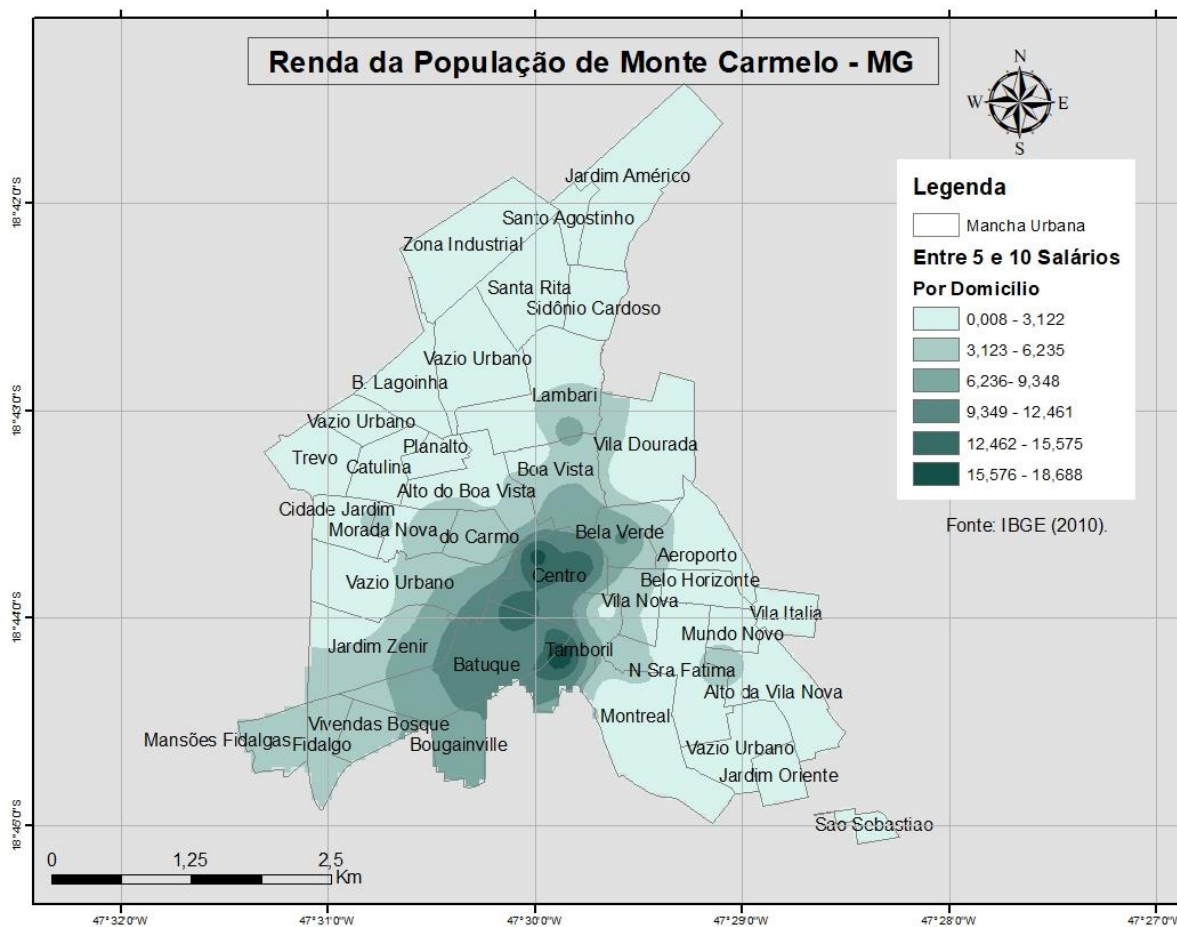 Renda da População de Monte Carmelo - MG
N
W
E
S
Jardim Américo
Legenda
18°42'0"S
Santo Agostinho
Mancha Urbana
Zona Industrial
Entre 5 e 10 Salários
Santa Rita
Por Domicílio
Sidônio Cardoso
0,008 - 3,122
3,123 - 6,235
Vazio Urbano
6,236- 9,348
B. Lagoinha
9,349 - 12,461
Lambari
18°43'0"S
12,462 - 15,575
Vazio Urbano
Planalto
Vila Dourada
15,576 - 18,688
Trevo
Catulina
Boa Vista
Alto do Boa Vista
Cidade Jardim
Fonte: IBGE (2010).
Morada Nova
do Carmo
Bela Verde
Aeroporto
Vazio Urbano
Centro
Belo Horizonte
Vila Nova
18°44'0"S
Vila Italia
Mundo Novo
Jardim Zenir
Tamboril
Batuque
N Sra Fatima
Alto da Vila Nova
Montreal
Vivendas Bosque
Mansões Fidalgas
Fidalgo
Bougainville
Vazio Urbano
Jardim Oriente
18°45'0"S
Sao Sebastiao
0
1,25
2,5
Km
47°32'0"W
47°31'0"W
47°30'0"W
47°29'0"W
47°28'0"W
47°27'0"W